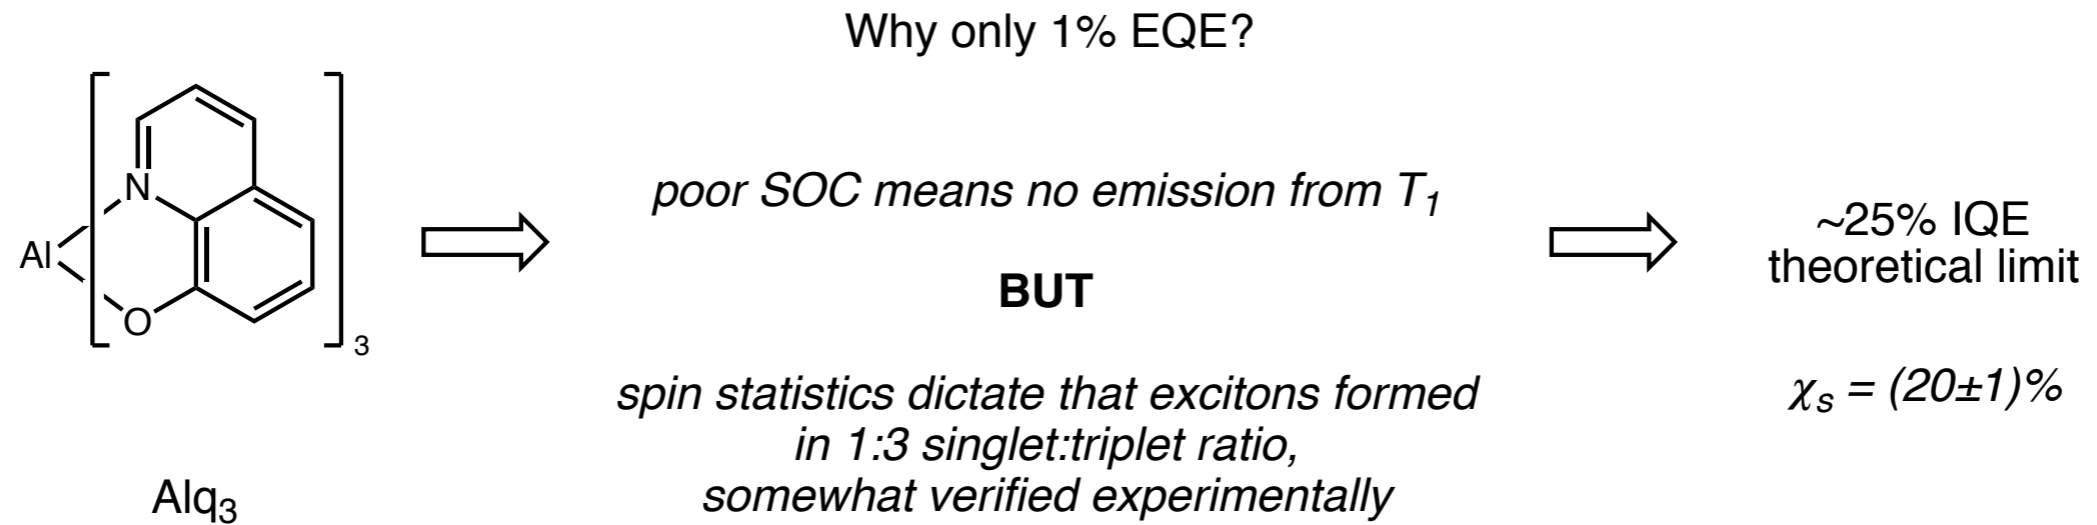 Why only 1% EQE?
N
Al
O
3
Alq3
poor SOC means no emission from T1
BUT
spin statistics dictate that excitons formed
in 1:3 singlet:triplet ratio,
somewhat verified experimentally
~25% IQE
theoretical limit
χs = (20±1)%